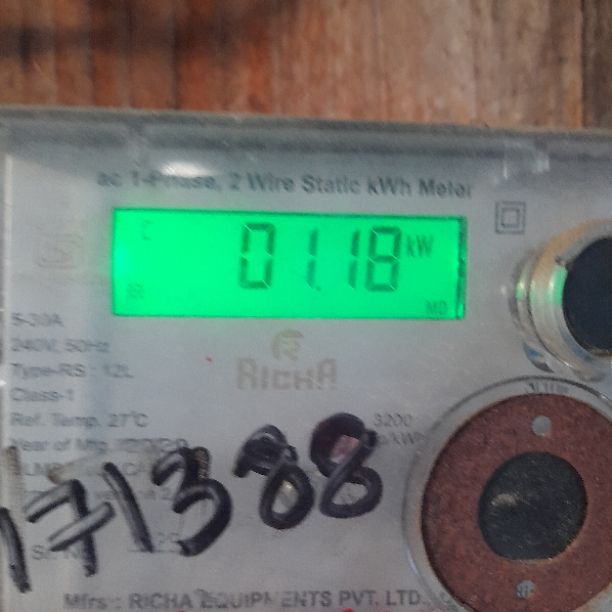 ac 1-Phase, 2 Wire Static kWh Meter
C 01.18 kW
MD
5-30A
240V, 50Hz
RICHA
Type-RS : 12L
Class-1
Ref. Temp. 27°C
3200
Year of Mfg.
171388
Mfrs.: RICHA EQUIPMENTS PVT. LTD.